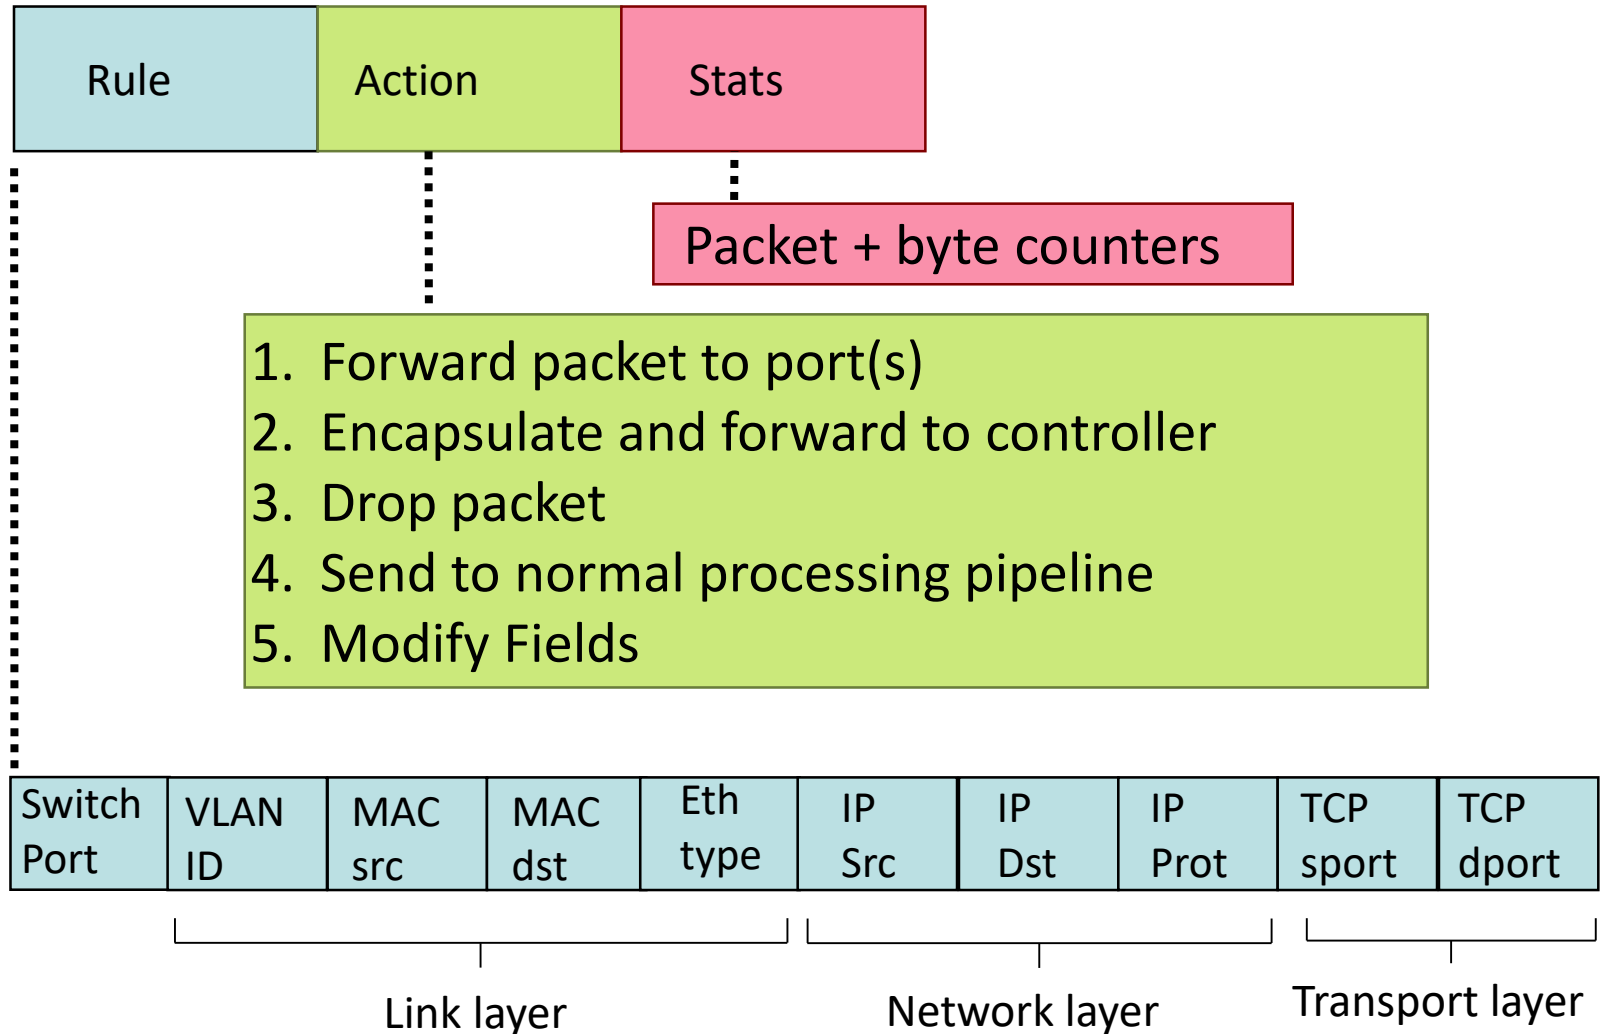 Rule
Action
Stats
Packet + byte counters
1. Forward packet to port(s)
2. Encapsulate and forward to controller
3. Drop packet
4. Send to normal processing pipeline
5. Modify Fields
Switch
Port
VLAN
ID
MAC
src
MAC
dst
Eth
type
IP
Src
IP
Dst
IP
Prot
TCP
sport
TCP
dport
Link layer
Network layer
Transport layer